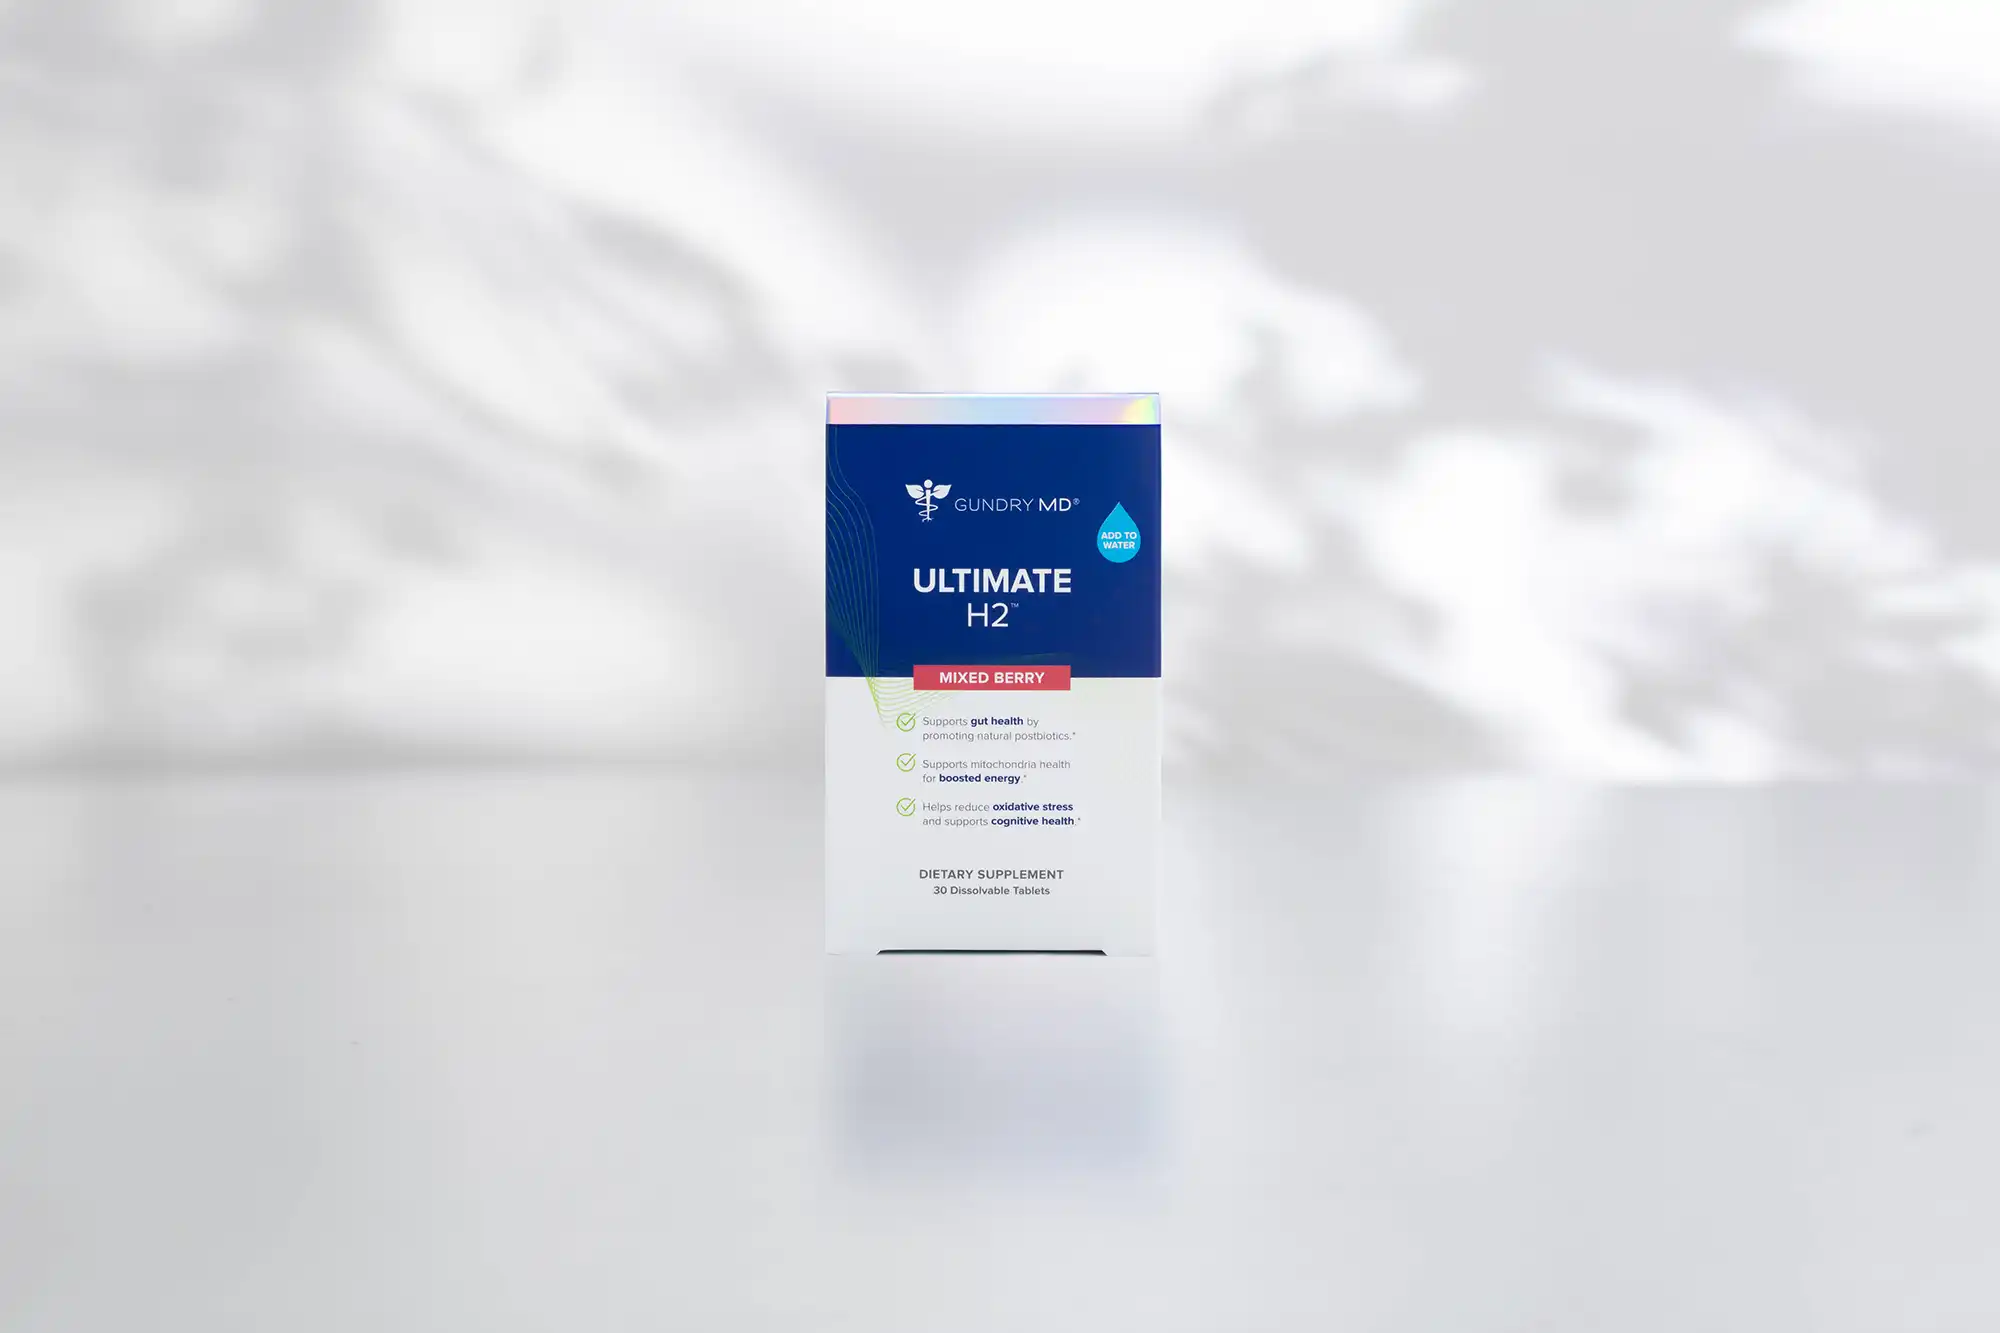 GUNDRY MD®
ADD TO
WATER
ULTIMATE
H2™
MIXED BERRY
Supports gut health by
promoting natural postbiotics.*
Supports mitochondria health
for boosted energy.*
Helps reduce oxidative stress
and supports cognitive health.*
DIETARY SUPPLEMENT
30 Dissolvable Tablets